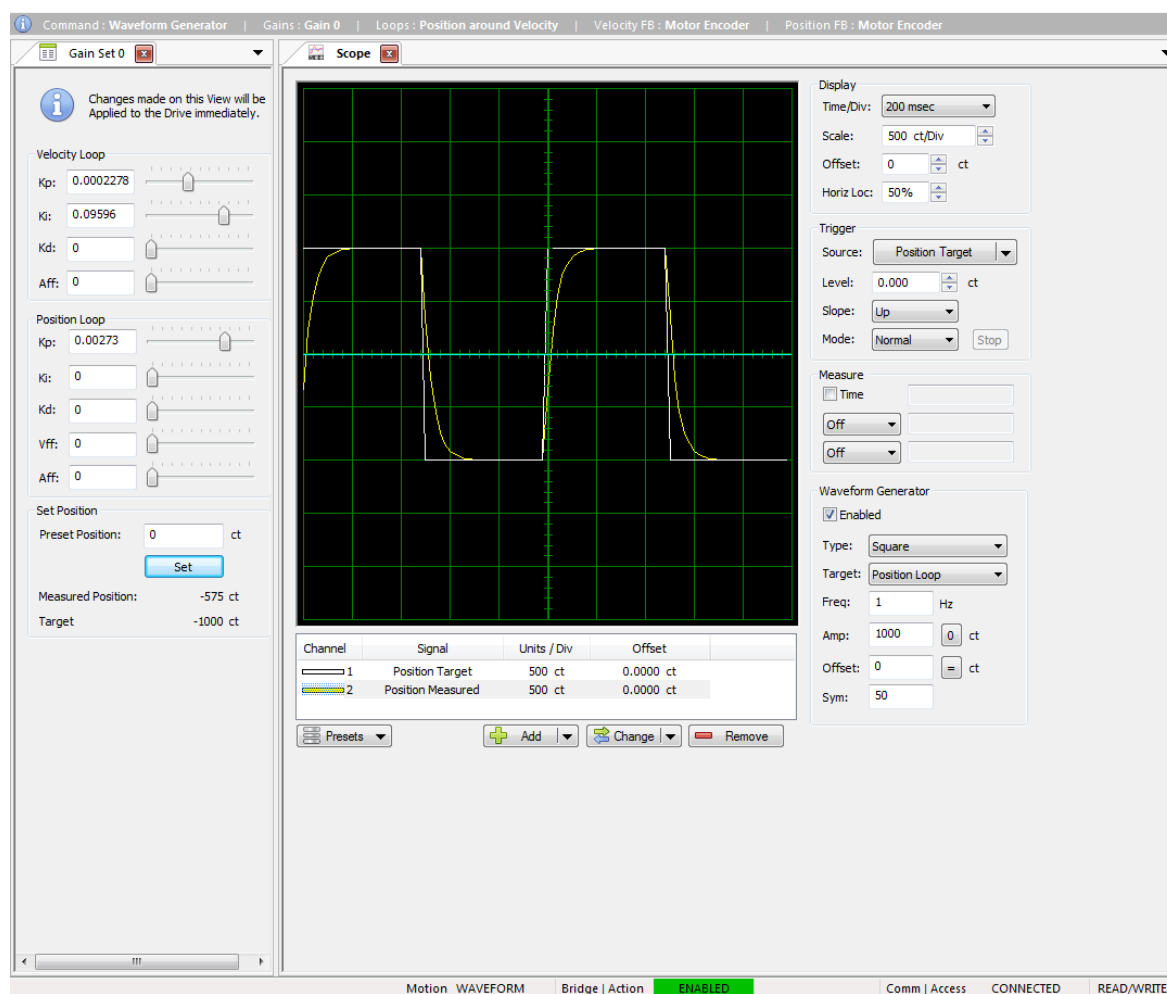 Command : Waveform Generator | Gains : Gain 0 | Loops : Position around Velocity | Velocity FB : Motor Encoder | Position FB : Motor Encoder
Gain Set 0
Changes made on this View will be
Applied to the Drive immediately.
Velocity Loop
Kp: 0.0002278
Ki: 0.09596
Kd: 0
Aff: 0
Position Loop
Kp: 0.00273
Ki: 0
Kd: 0
Vff: 0
Aff: 0
Set Position
Preset Position: 0 ct
Set
Measured Position: -575 ct
Target -1000 ct
Scope
Channel Signal Units / Div Offset
1 Position Target 500 ct 0.0000 ct
2 Position Measured 500 ct 0.0000 ct
Presets Add Change Remove
Display
Time/Div: 200 msec
Scale: 500 ct/Div
Offset: 0 ct
Horiz Loc: 50%
Trigger
Source: Position Target
Level: 0.000 ct
Slope: Up
Mode: Normal Stop
Measure
Time
Off
Off
Waveform Generator
Enabled
Type: Square
Target: Position Loop
Freq: 1 Hz
Amp: 1000 0 ct
Offset: 0 = ct
Sym: 50
Motion WAVEFORM Bridge | Action ENABLED Comm | Access CONNECTED READ/WRITE